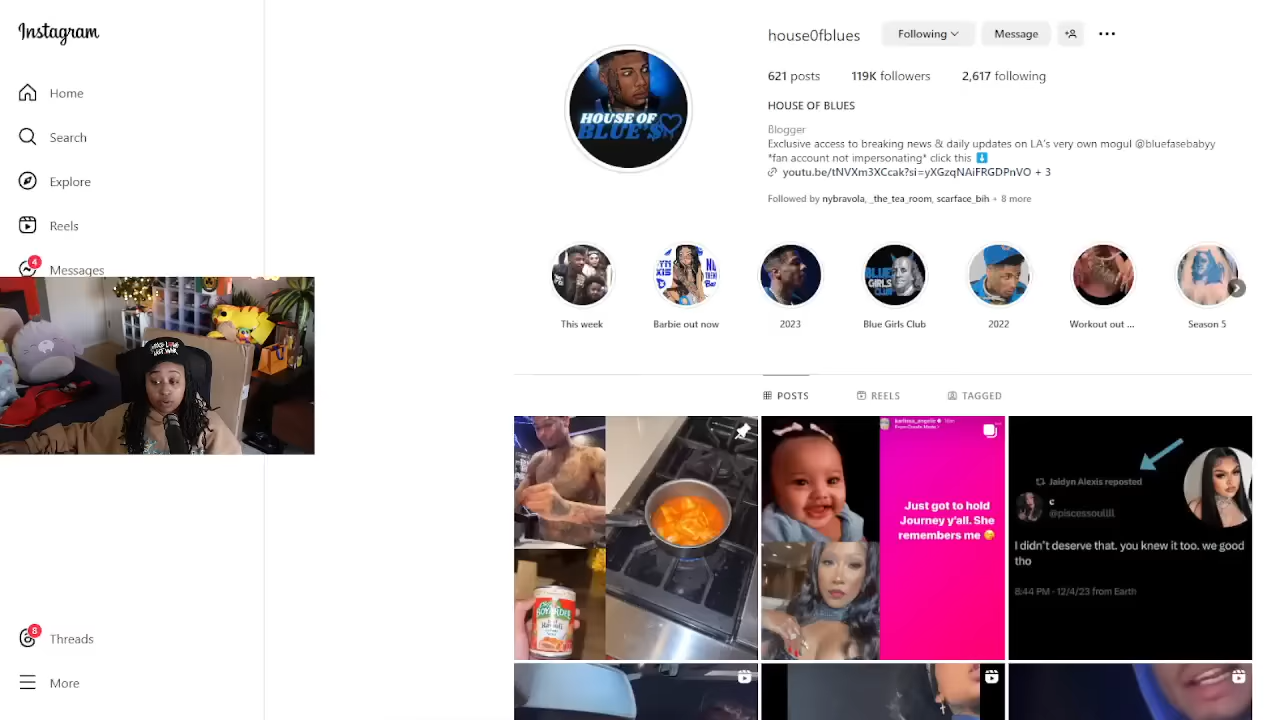 Instagram
Home
Search
Explore
Reels
4
Messages
8
Threads
More
house0fblues
Following
Message
621 posts 119K followers 2,617 following
HOUSE OF BLUES
Blogger
Exclusive access to breaking news & daily updates on LA's very own mogul @bluefasebabyy
*fan account not impersonating* click this ⬇️
youtu.be/tNVXm3XCcak?si=yXGzqNAiFRGDPnVO + 3
Followed by nybravola, _the_tea_room, scarface_bih + 8 more
HOUSE OF
BLUE'S
This week
Barbie out now
2023
BLUE
GIRLS
CLUB
Blue Girls Club
2022
Workout out ...
Season 5
POSTS
REELS
TAGGED
Just got to hold
Journey y'all. She
remembers me
Jaidyn Alexis reposted
c
@piscessoullll
I didn't deserve that. you knew it too. we good
tho
8:44 PM · 12/4/23 from Earth